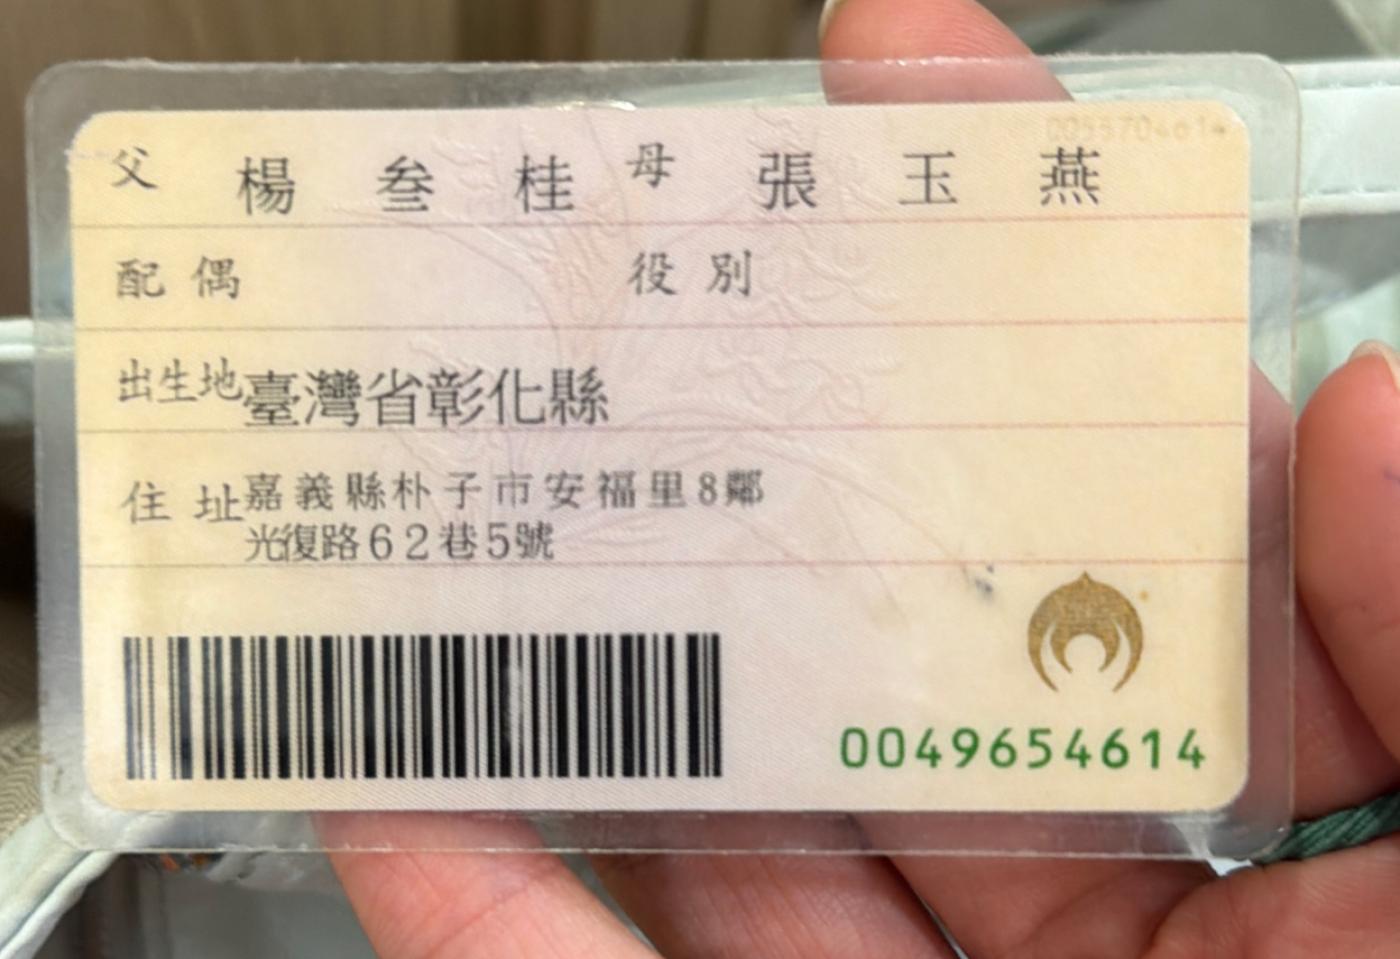 父 楊叁桂 母 張玉燕
配偶 役別
出生地 臺灣省彰化縣
住址 嘉義縣朴子市安福里8鄰
光復路62巷5號
0049654614